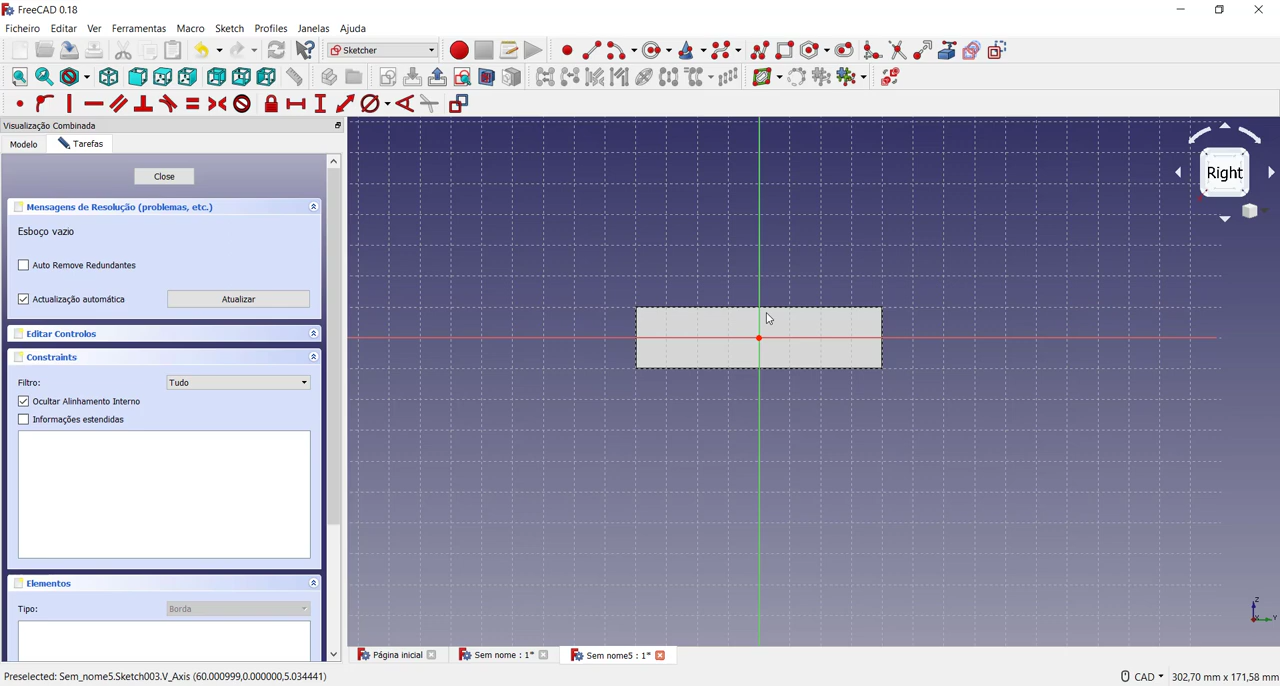 FreeCAD 0.18
Ficheiro Editar Ver Ferramentas Macro Sketch Profiles Janelas Ajuda
Sketcher
Visualização Combinada
Modelo Tarefas
Close
Mensagens de Resolução (problemas, etc.)
Esboço vazio
Auto Remove Redundantes
Actualização automática Atualizar
Editar Controlos
Constraints
Filtro: Tudo
Ocultar Alinhamento Interno
Informações estendidas
Elementos
Tipo: Borda
Right
Z
Y
Página inicial Sem nome : 1* Sem nome5 : 1*
Preselected: Sem_nome5.Sketch003.V_Axis (60.000999,0.000000,5.034441) CAD 302,70 mm x 171,58 mm